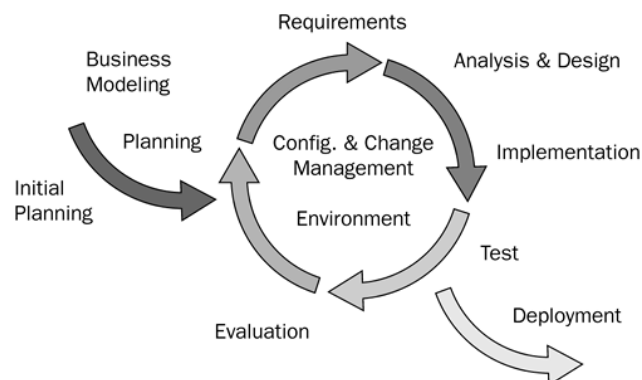 Requirements
Business
Modeling
Analysis & Design
Planning
Config. & Change
Management
Implementation
Initial
Planning
Environment
Test
Evaluation
Deployment